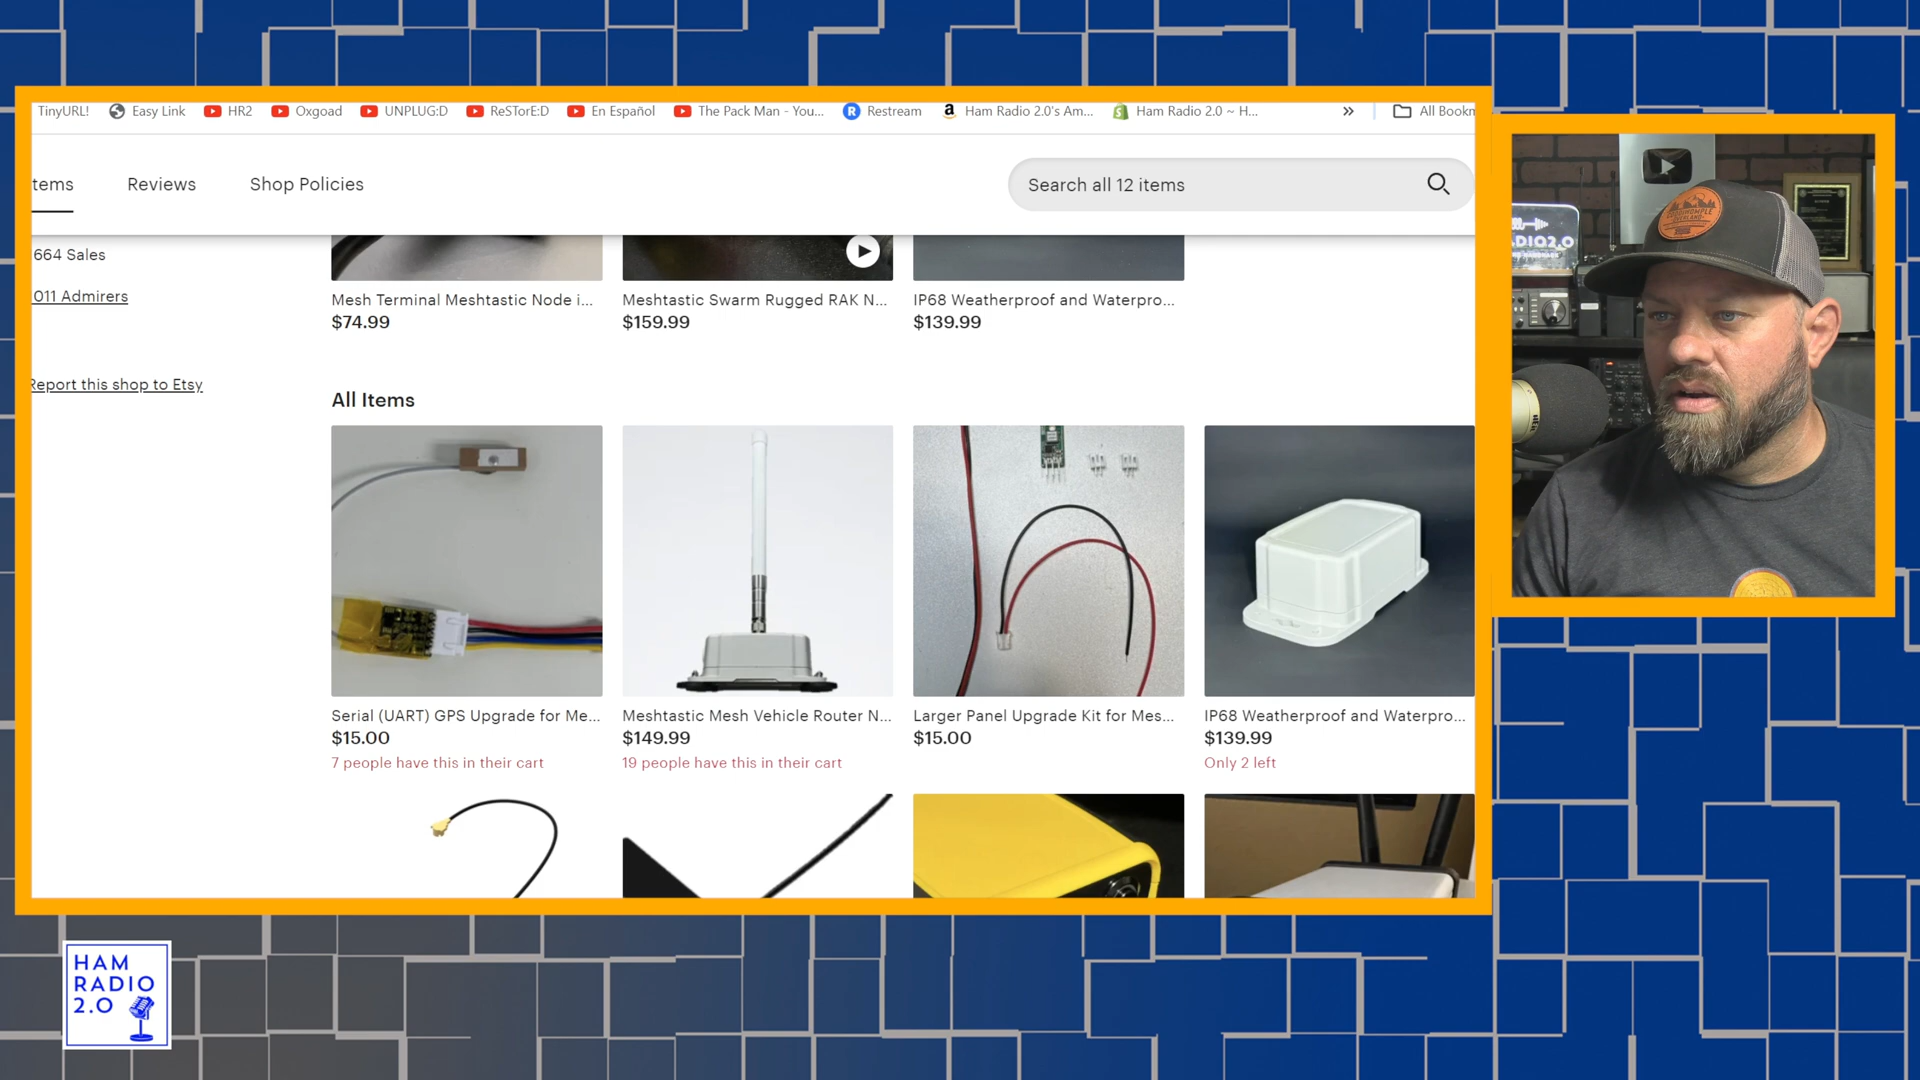 TinyURL!
Easy Link
HR2
Oxgoad
UNPLUG:D
ReSTorE:D
En Español
The Pack Man - You...
Restream
Ham Radio 2.0's Am...
Ham Radio 2.0 ~ H...
»
All Bookm
tems
Reviews
Shop Policies
Search all 12 items
664 Sales
011 Admirers
Report this shop to Etsy
Mesh Terminal Meshtastic Node i...
$74.99
Meshtastic Swarm Rugged RAK N...
$159.99
IP68 Weatherproof and Waterpro...
$139.99
All Items
Serial (UART) GPS Upgrade for Me...
$15.00
7 people have this in their cart
Meshtastic Mesh Vehicle Router N...
$149.99
19 people have this in their cart
Larger Panel Upgrade Kit for Mes...
$15.00
IP68 Weatherproof and Waterpro...
$139.99
Only 2 left
HAM
RADIO
2.0